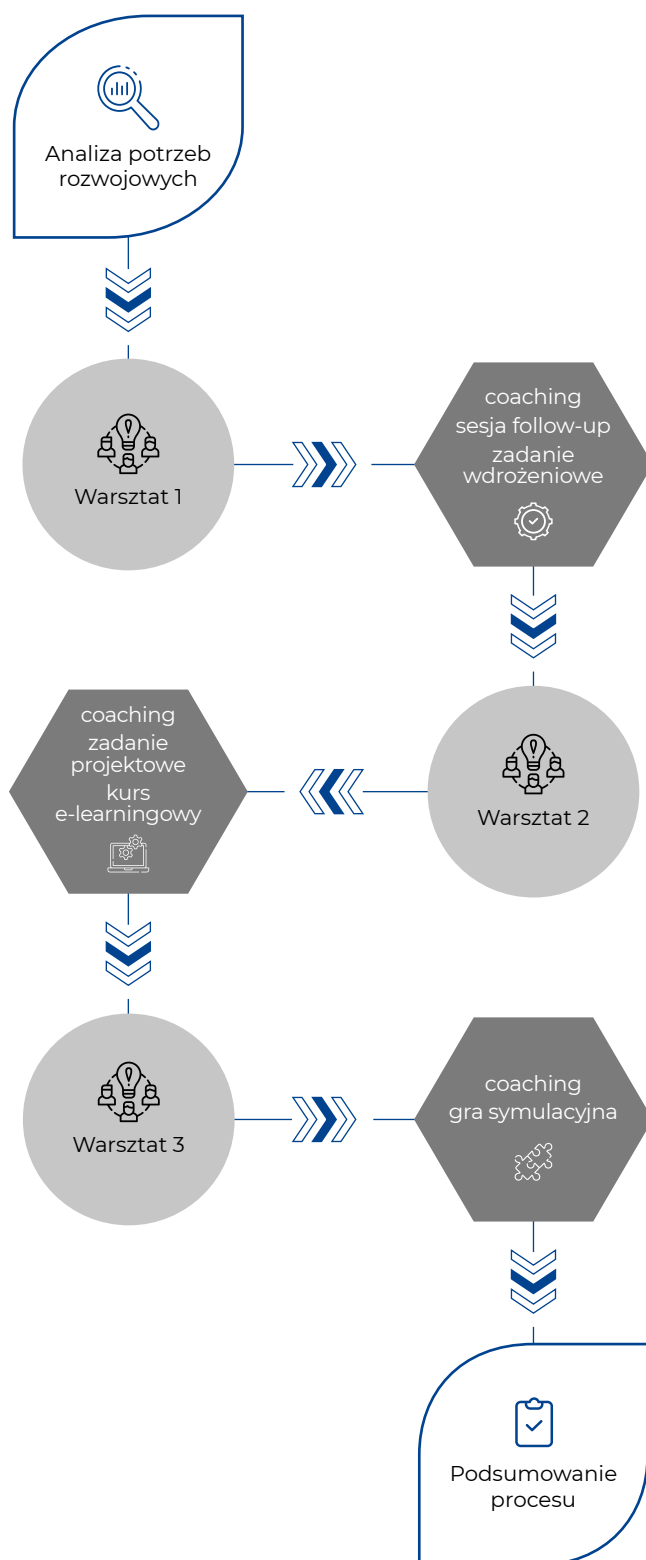 Analiza potrzeb
rozwojowych
Warsztat 1
coaching
sesja follow-up
zadanie
wdrożeniowe
Warsztat 2
coaching
zadanie
projektowe
kurs
e-learningowy
Warsztat 3
coaching
gra symulacyjna
Podsumowanie
procesu